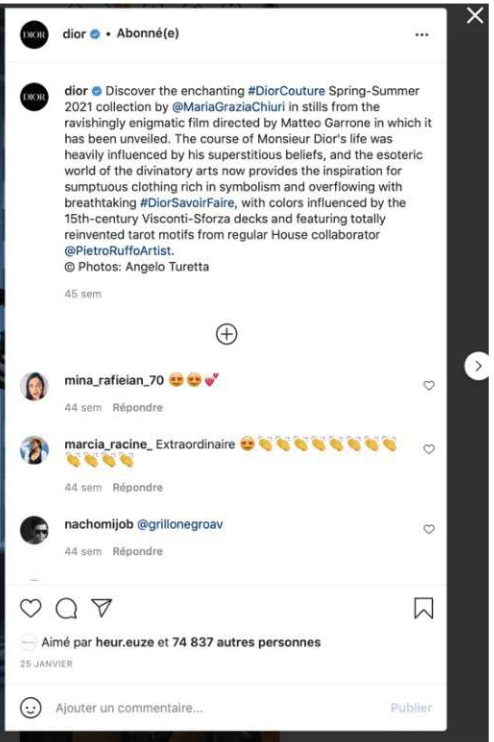 DIOR dior • Abonné(e)
DIOR dior Discover the enchanting #DiorCouture Spring-Summer
2021 collection by @MariaGraziaChiuri in stills from the
ravishingly enigmatic film directed by Matteo Garrone in which it
has been unveiled. The course of Monsieur Dior's life was
heavily influenced by his superstitious beliefs, and the esoteric
world of the divinatory arts now provides the inspiration for
sumptuous clothing rich in symbolism and overflowing with
breathtaking #DiorSavoirFaire, with colors influenced by the
15th-century Visconti-Sforza decks and featuring totally
reinvented tarot motifs from regular House collaborator
@PietroRuffoArtist.
© Photos: Angelo Turetta
45 sem
mina_rafieian_70 😍😍💕
44 sem Répondre
marcia_racine_ Extraordinaire 😍👏👏👏👏👏👏👏👏
👏👏👏👏
44 sem Répondre
nachomijob @grillonegroav
44 sem Répondre
Aimé par heur.euze et 74 837 autres personnes
25 JANVIER
Ajouter un commentaire...
Publier